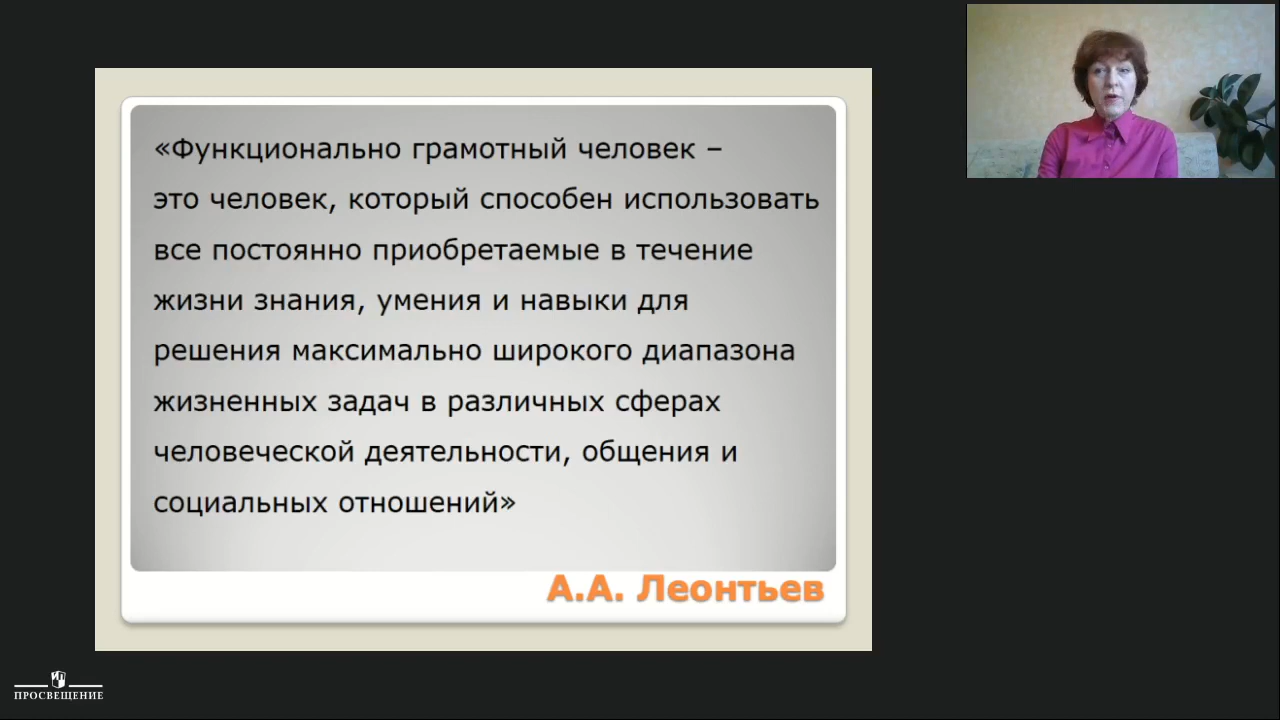 «Функционально грамотный человек –
это человек, который способен использовать
все постоянно приобретаемые в течение
жизни знания, умения и навыки для
решения максимально широкого диапазона
жизненных задач в различных сферах
человеческой деятельности, общения и
социальных отношений»
А.А. Леонтьев
ПРОСВЕЩЕНИЕ